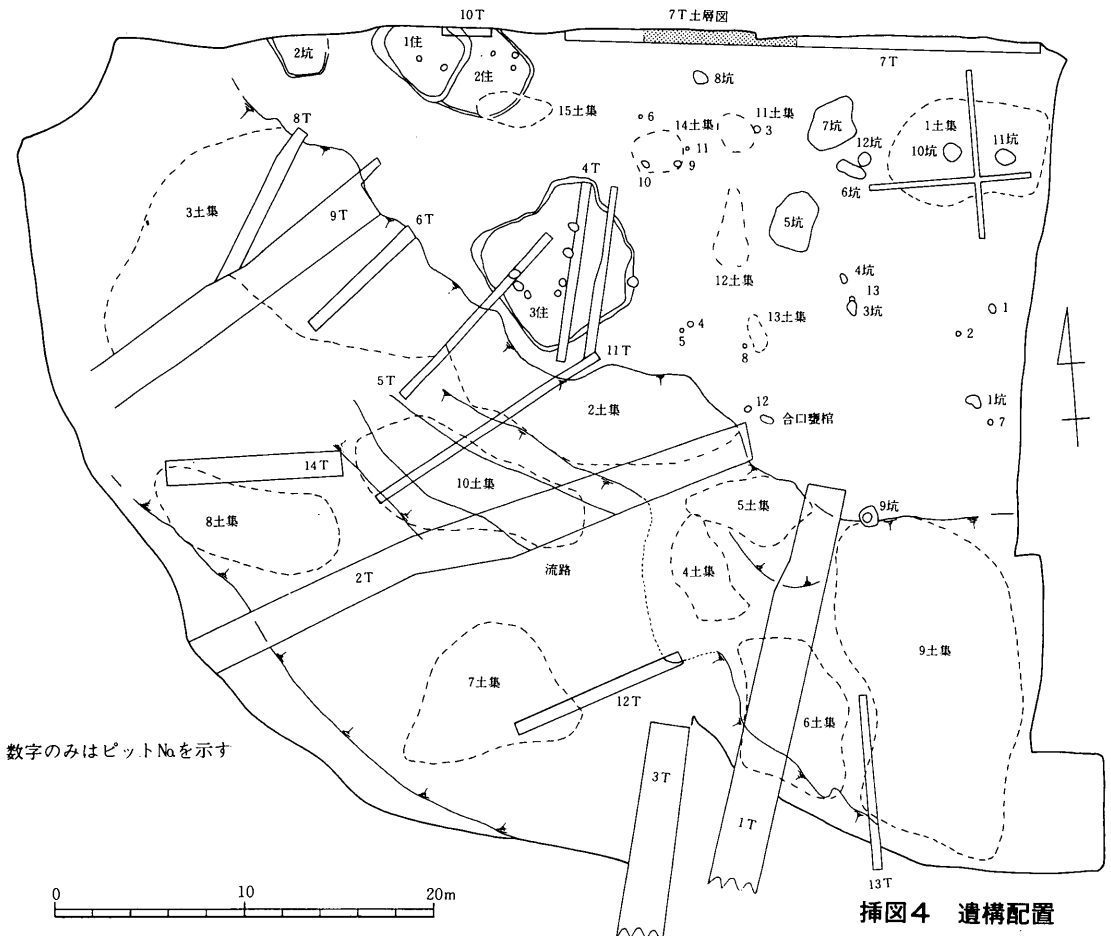 10T
7T土層図
2坑
1住
2住
7T
8坑
15土集
6
14土集
11土集
3
7坑
12坑
1土集
10坑
11坑
11
10
9
6坑
8T
3土集
9T
6T
4T
5坑
12土集
4坑
13
3坑
1
2
3住
4
5
13土集
8
5T
11T
2土集
12
合口甕棺
1坑
7
14T
10土集
8土集
5土集
9坑
2T
流路
4土集
9土集
7土集
12T
6土集
数字のみはピットNo.を示す
3T
1T
13T
0 10 20m
挿図4 遺構配置